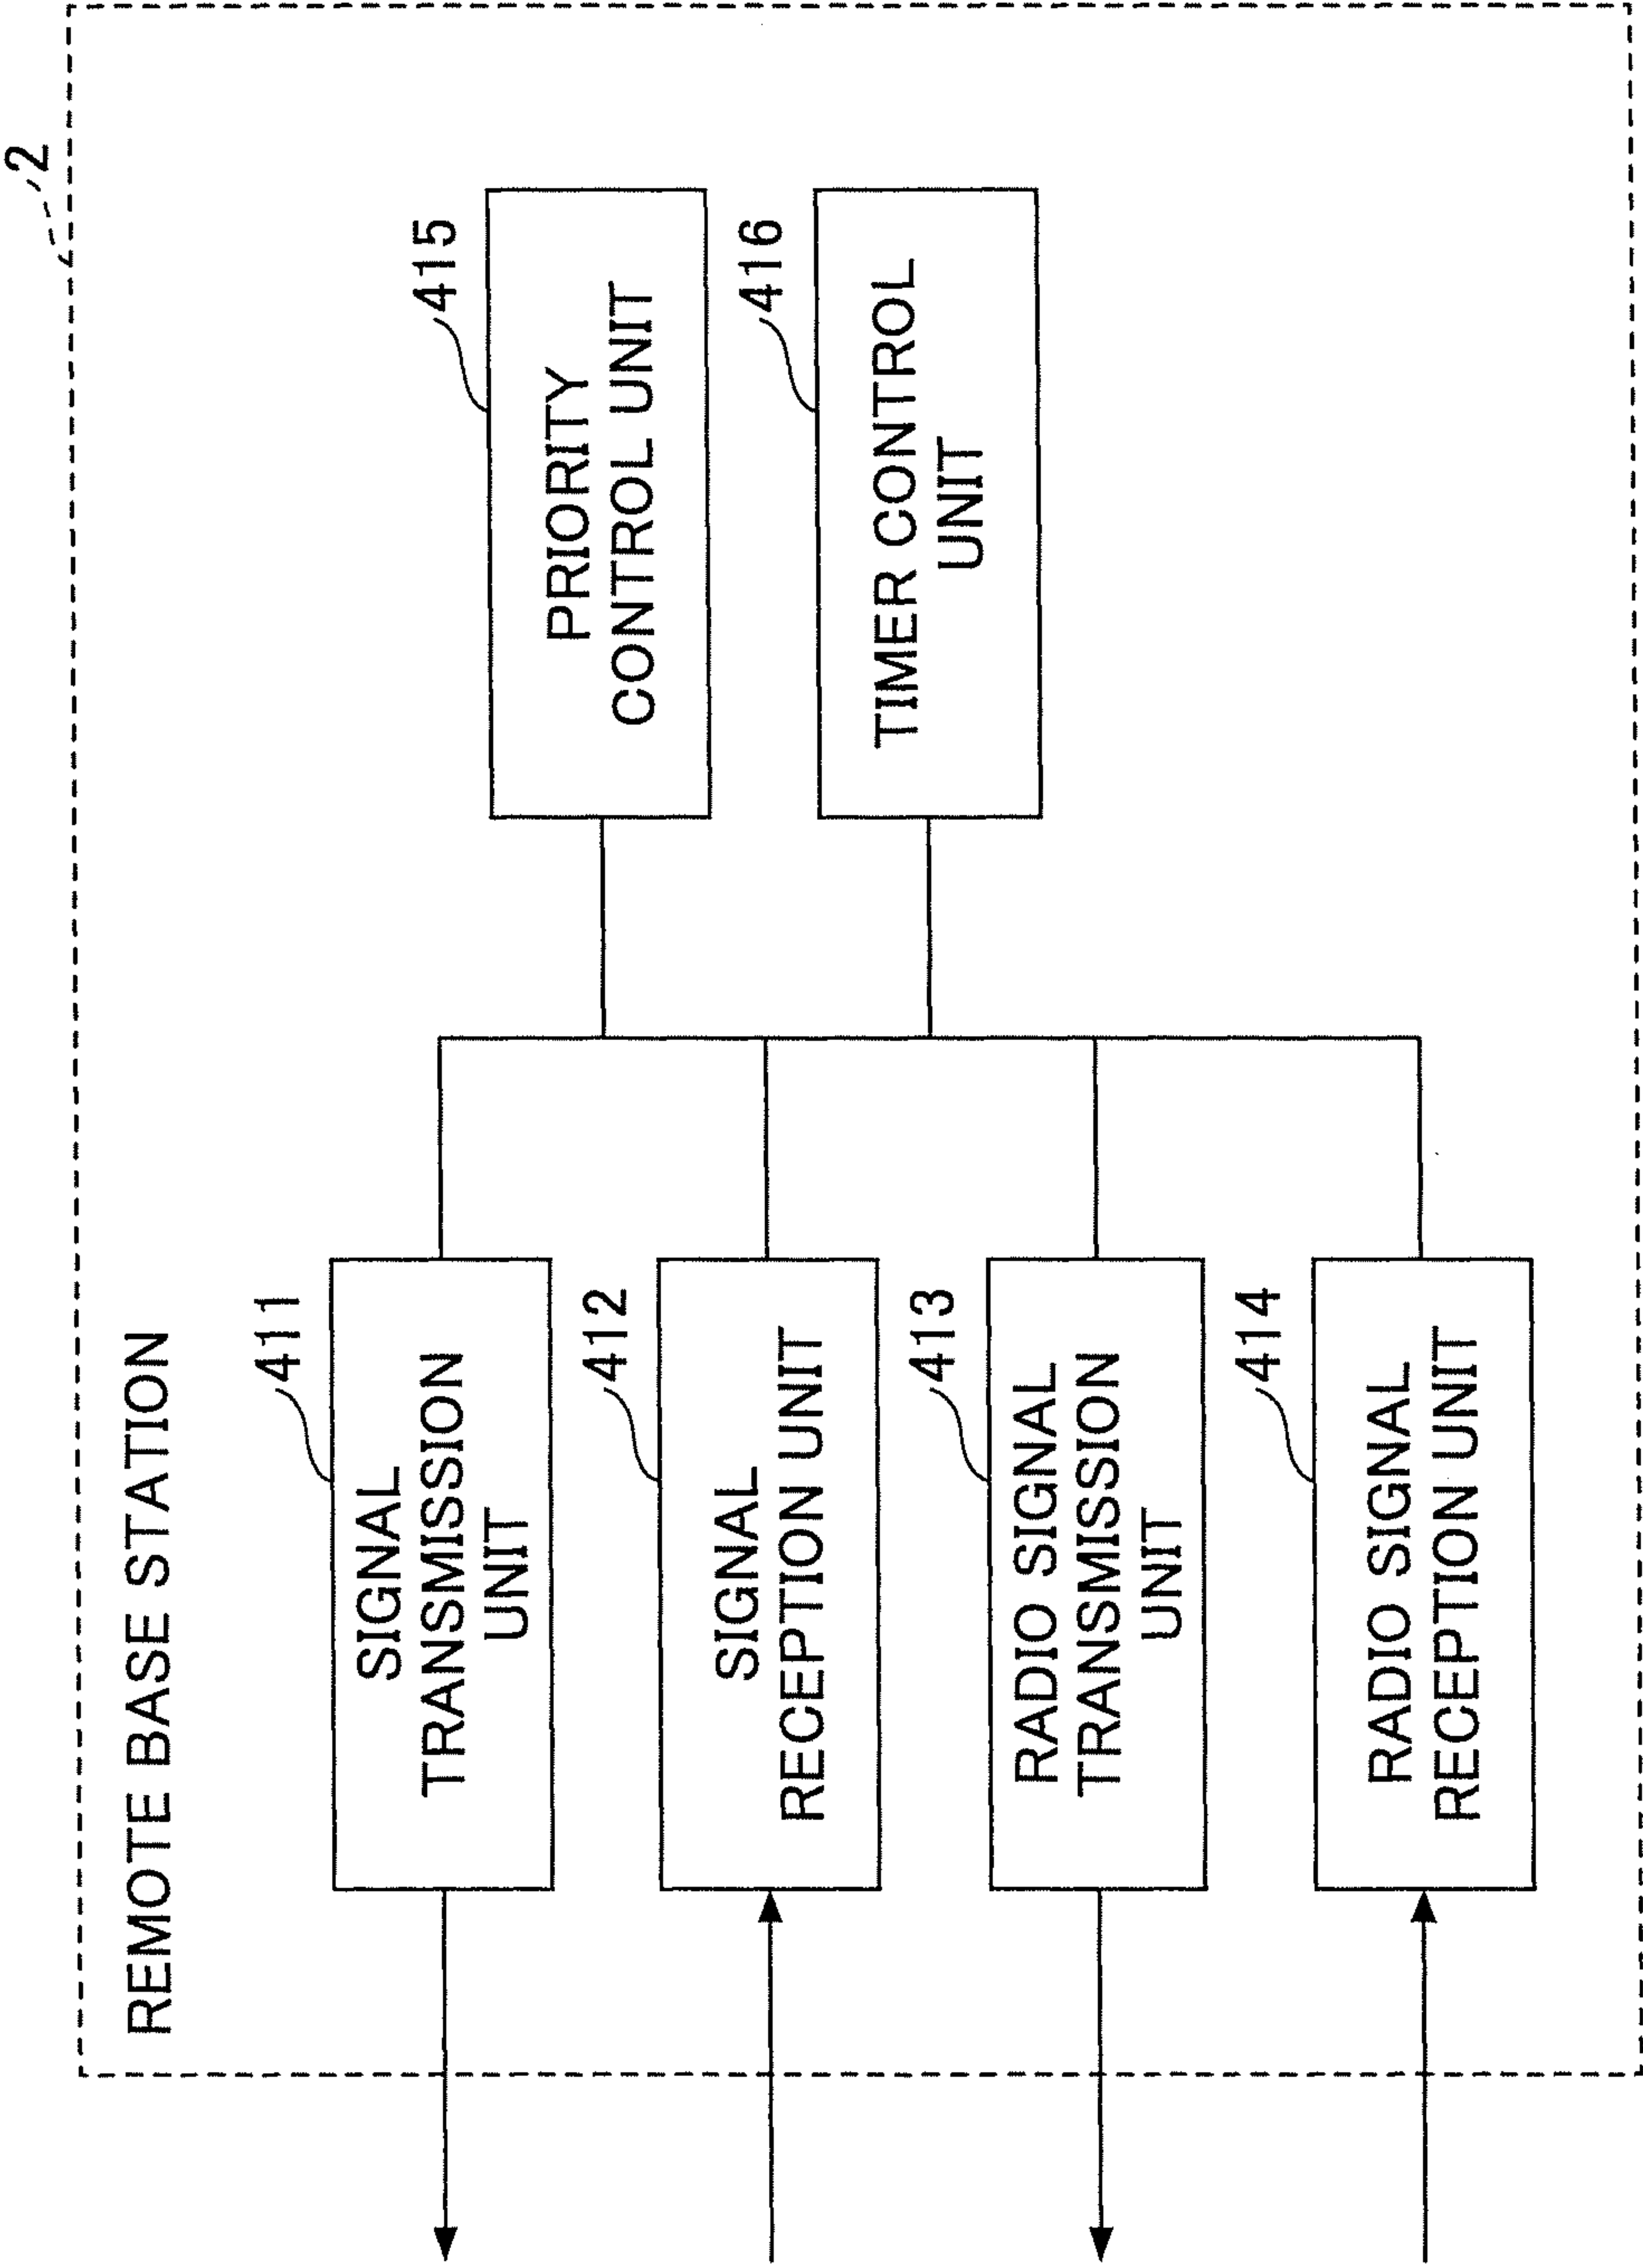 2
REMOTE BASE STATION
411
SIGNAL
TRANSMISSION
UNIT
412
SIGNAL
RECEPTION UNIT
413
RADIO SIGNAL
TRANSMISSION
UNIT
414
RADIO SIGNAL
RECEPTION UNIT
415
PRIORITY
CONTROL UNIT
416
TIMER CONTROL
UNIT